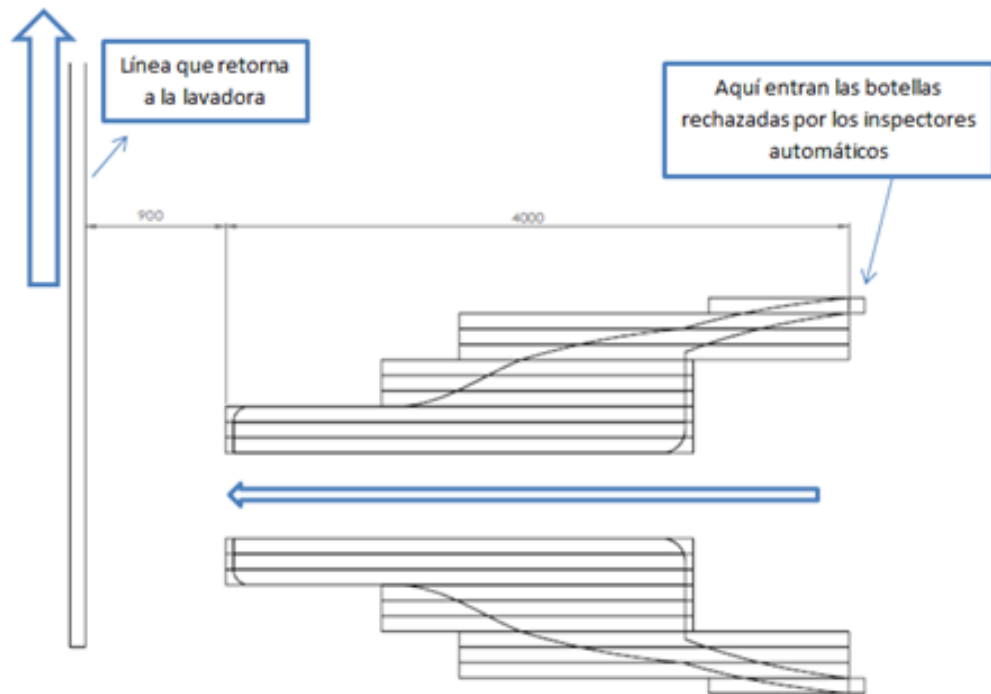 Línea que retorna
a la lavadora
Aquí entran las botellas
rechazadas por los inspectores
automáticos
900
4000